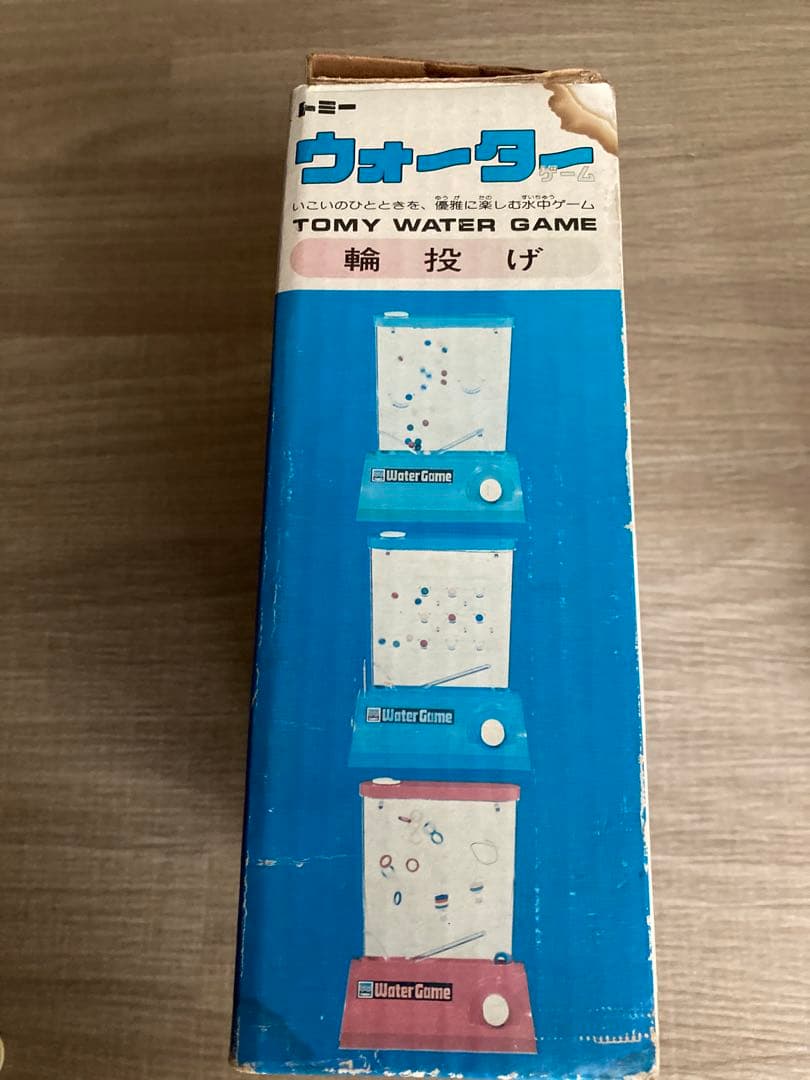 トミー
ウォーター
ゲーム
いこいのひとときを、優雅に楽しむ水中ゲーム
TOMY WATER GAME
輪投げ
Water Game
Water Game
Water Game